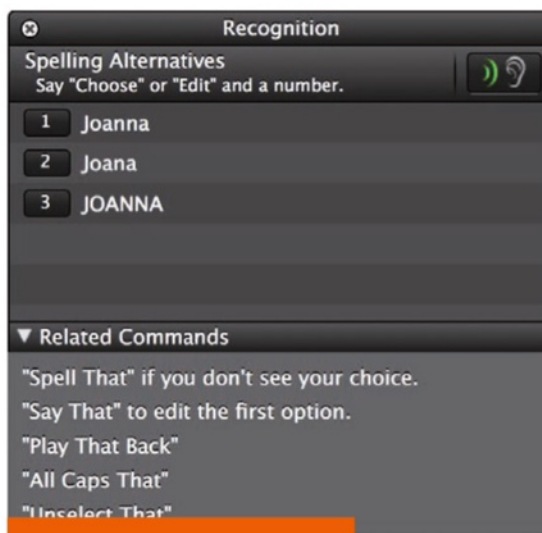 Recognition
Spelling Alternatives
Say "Choose" or "Edit" and a number.
1 Joanna
2 Joana
3 JOANNA
▼ Related Commands
"Spell That" if you don't see your choice.
"Say That" to edit the first option.
"Play That Back"
"All Caps That"
"Unselect That"